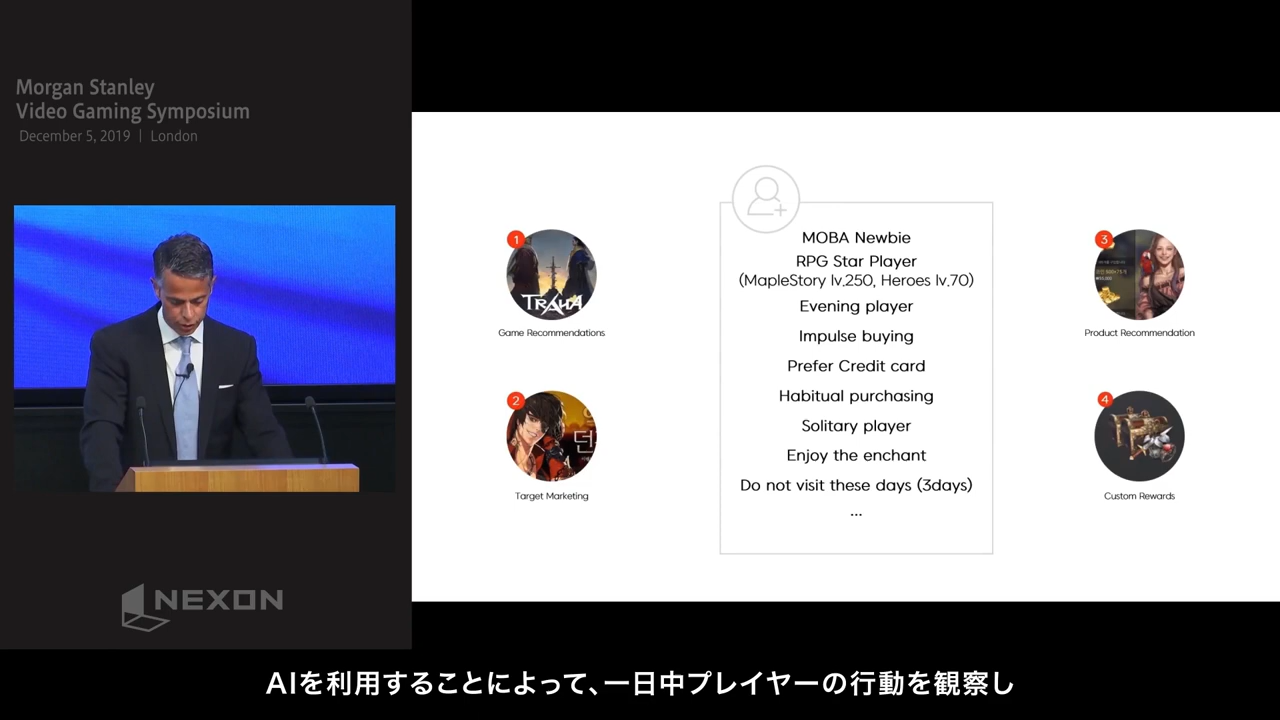 Morgan Stanley
Video Gaming Symposium
December 5, 2019 | London
NEXON
1
TRAHA
Game Recommendations
2
던
Target Marketing
MOBA Newbie
RPG Star Player
(MapleStory lv.250, Heroes lv.70)
Evening player
Impulse buying
Prefer Credit card
Habitual purchasing
Solitary player
Enjoy the enchant
Do not visit these days (3days)
...
3
Product Recommendation
4
Custom Rewards
AIを利用することによって、一日中プレイヤーの行動を観察し